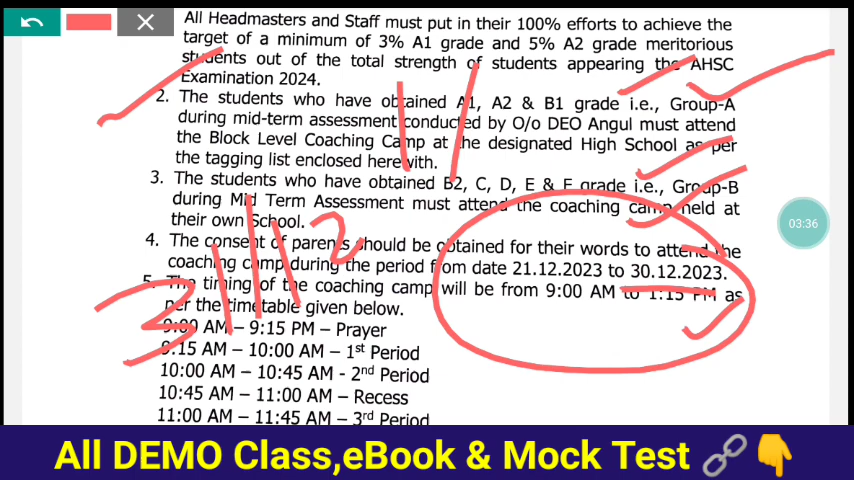 All Headmasters and Staff must put in their 100% efforts to achieve the
target of a minimum of 3% A1 grade and 5% A2 grade meritorious
students out of the total strength of students appearing the AHSC
Examination 2024.
2. The students who have obtained A1, A2 & B1 grade i.e., Group-A
during mid-term assessment conducted by O/o DEO Angul must attend
the Block Level Coaching Camp at the designated High School as per
the tagging list enclosed herewith.
3. The students who have obtained B2, C, D, E & F grade i.e., Group-B
during Mid Term Assessment must attend the coaching camp held at
their own School.
4. The consent of parents should be obtained for their words to attend the
coaching camp during the period from date 21.12.2023 to 30.12.2023.
5. The timing of the coaching camp will be from 9:00 AM to 1:15 PM as
per the timetable given below.
9:00 AM – 9:15 PM – Prayer
9:15 AM – 10:00 AM – 1st Period
10:00 AM – 10:45 AM - 2nd Period
10:45 AM – 11:00 AM – Recess
11:00 AM – 11:45 AM – 3rd Period
03:36
2
3
All DEMO Class,eBook & Mock Test 🔗👇